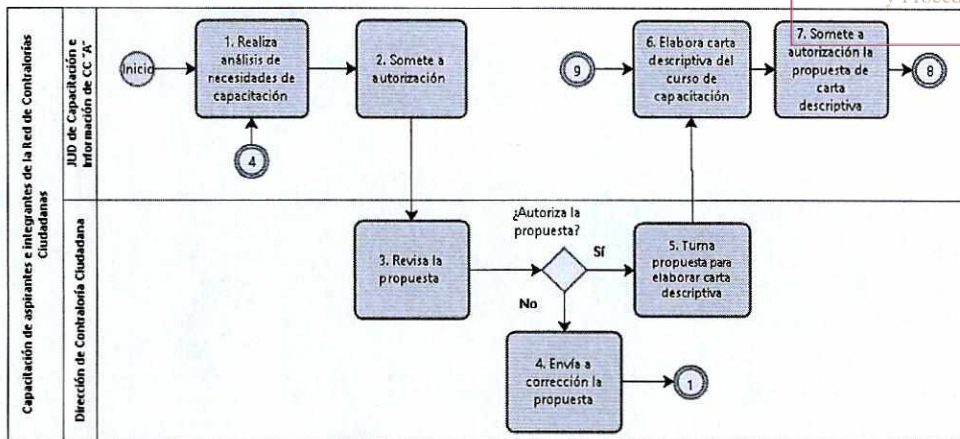 Capacitación de aspirantes e integrantes de la Red de Contralorías
Ciudadanas
JUD de Capacitación e
Información de CC "A"
Inicio
1. Realiza
análisis de
necesidades de
capacitación
4
2. Somete a
autorización
9
6. Elabora carta
descriptiva del
curso de
capacitación
7. Somete a
autorización la
propuesta de
carta
descriptiva
8
Dirección de Contraloría Ciudadana
3. Revisa la
propuesta
¿Autoriza la
propuesta?
Sí
No
5. Turna
propuesta para
elaborar carta
descriptiva
4. Envía a
corrección la
propuesta
1